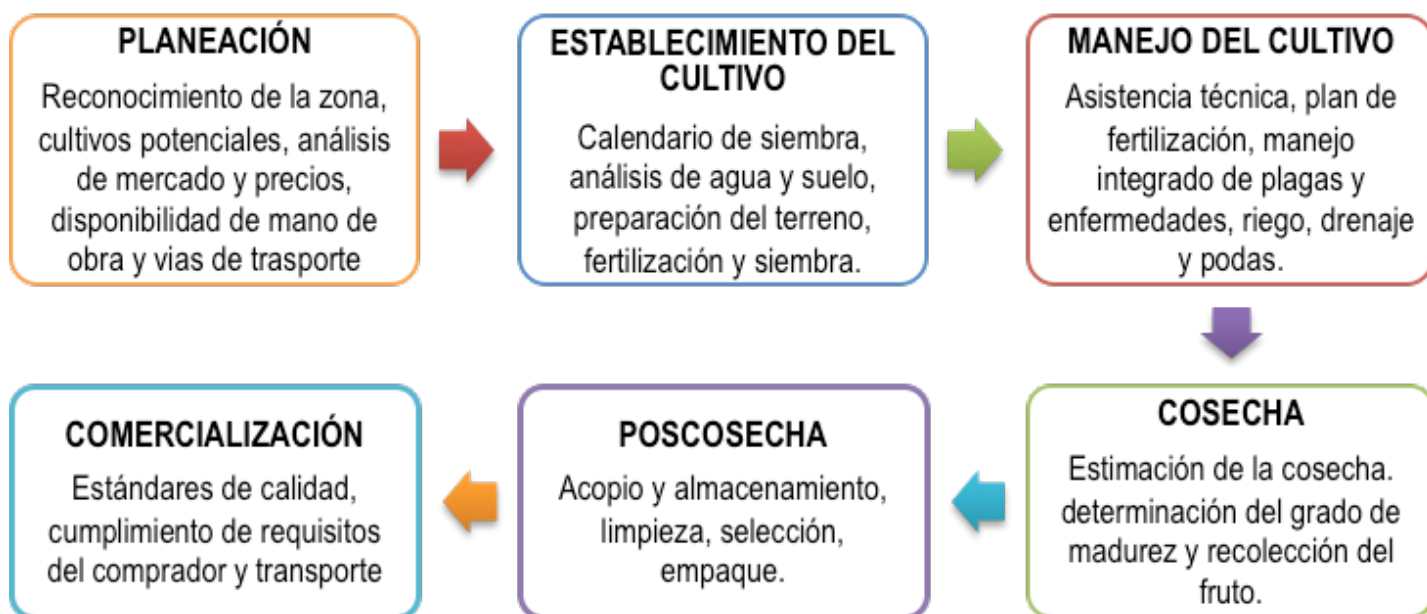 PLANEACIÓN
Reconocimiento de la zona,
cultivos potenciales, análisis
de mercado y precios,
disponibilidad de mano de
obra y vias de trasporte
ESTABLECIMIENTO DEL
CULTIVO
Calendario de siembra,
análisis de agua y suelo,
preparación del terreno,
fertilización y siembra.
MANEJO DEL CULTIVO
Asistencia técnica, plan de
fertilización, manejo
integrado de plagas y
enfermedades, riego, drenaje
y podas.
COSECHA
Estimación de la cosecha.
determinación del grado de
madurez y recolección del
fruto.
POSCOSECHA
Acopio y almacenamiento,
limpieza, selección,
empaque.
COMERCIALIZACIÓN
Estándares de calidad,
cumplimiento de requisitos
del comprador y transporte